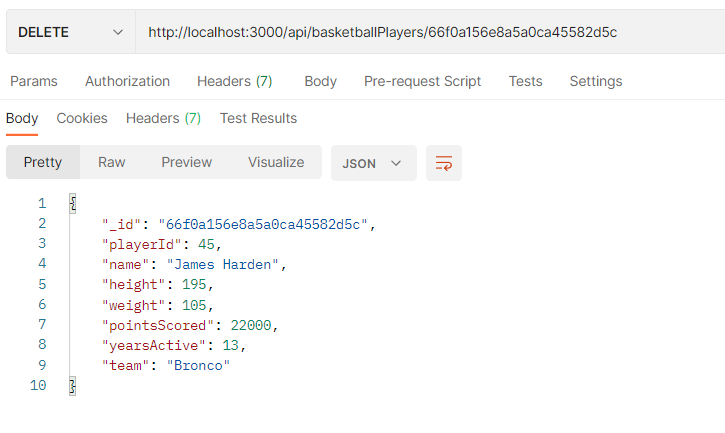 DELETE http://localhost:3000/api/basketballPlayers/66f0a156e8a5a0ca45582d5c
Params Authorization Headers (7) Body Pre-request Script Tests Settings
Body Cookies Headers (7) Test Results
Pretty Raw Preview Visualize JSON
1 {
2 "_id": "66f0a156e8a5a0ca45582d5c",
3 "playerId": 45,
4 "name": "James Harden",
5 "height": 195,
6 "weight": 105,
7 "pointsScored": 22000,
8 "yearsActive": 13,
9 "team": "Bronco"
10 }